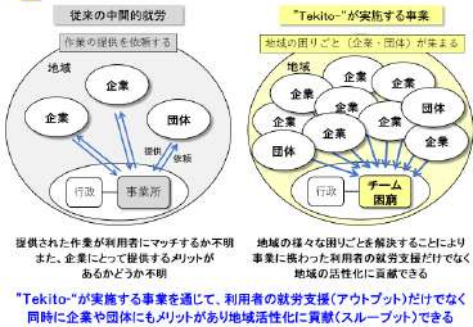 従来の中間的就労
作業の提供を依頼する
地域
企業
企業
団体
提供
依頼
行政
事業所
提供された作業が利用者にマッチするか不明
また、企業にとって提供するメリットが
あるかどうか不明
"Tekito-"が実施する事業
地域の困りごと（企業・団体）が集まる
地域
企業
企業
企業
団体
企業
企業
企業
団体
企業
行政
チーム
困窮
地域の様々な困りごとを解決することにより
事業に携わった利用者の就労支援だけでなく
地域の活性化に貢献できる
"Tekito-"が実施する事業を通じて、利用者の就労支援(アウトプット)だけでなく
同時に企業や団体にもメリットがあり地域活性化に貢献(スループット)できる